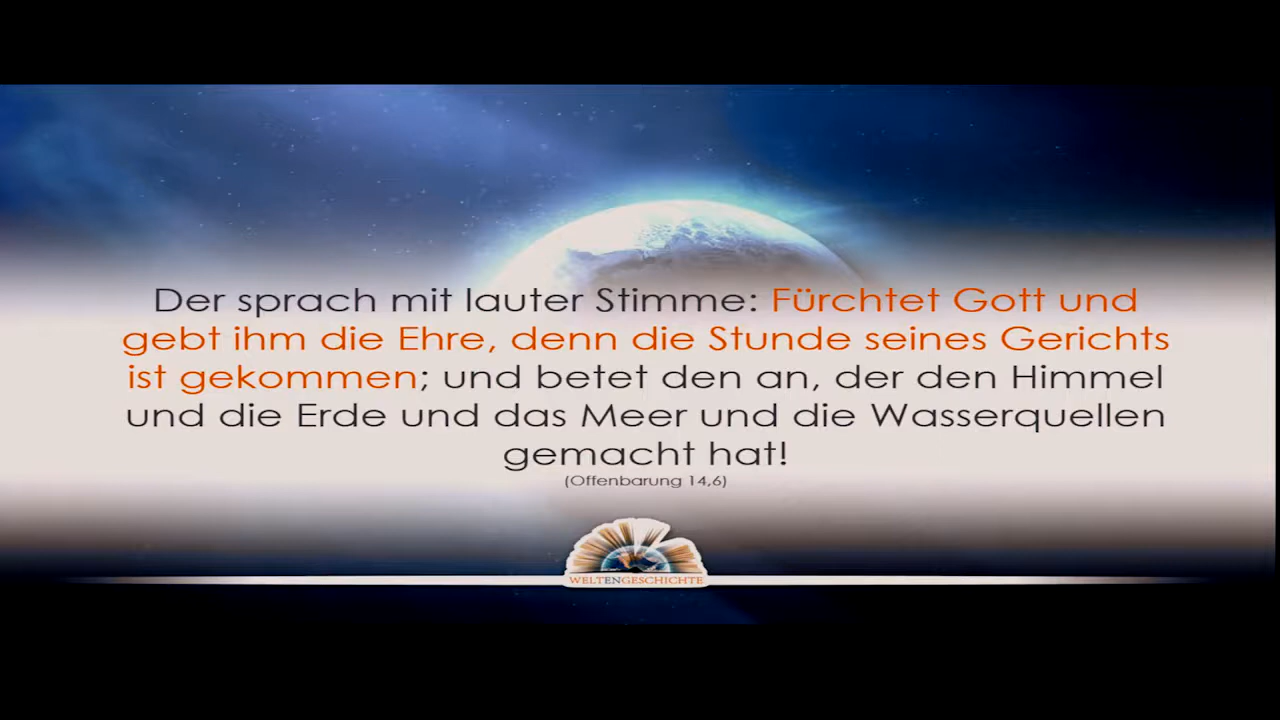 Der sprach mit lauter Stimme: Fürchtet Gott und
gebt ihm die Ehre, denn die Stunde seines Gerichts
ist gekommen; und betet den an, der den Himmel
und die Erde und das Meer und die Wasserquellen
gemacht hat!
(Offenbarung 14,6)
WELTENGESCHICHTE